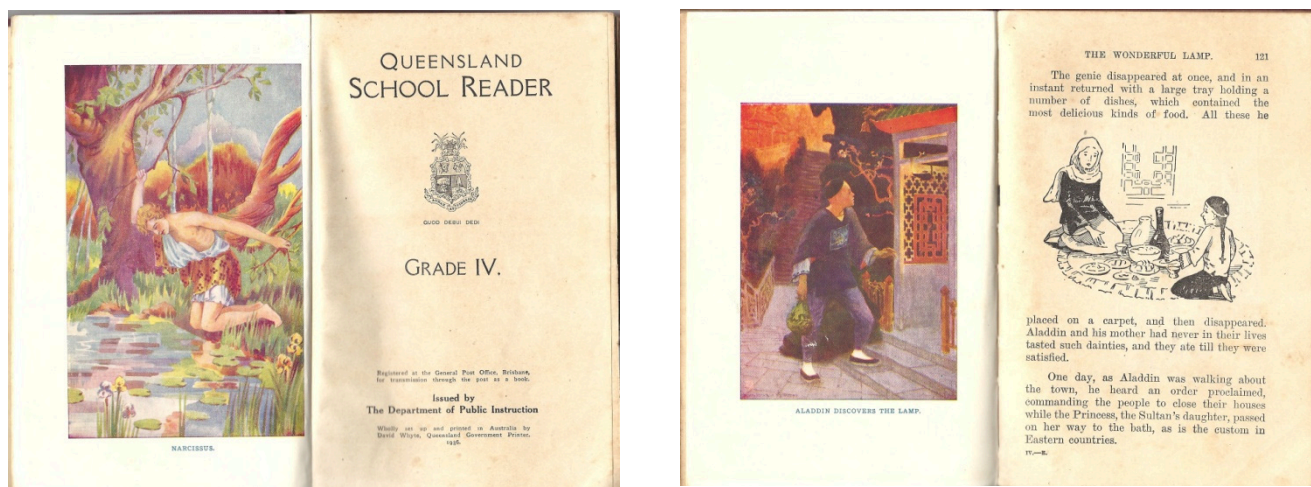 NARCISSUS.
QUEENSLAND
SCHOOL READER
GRADE IV.
Registered at the General Post Office, Brisbane,
for transmission through the post as a book.
Issued by
The Department of Public Instruction
Wholly set up and printed in Australia by
David Whyte, Queensland Government Printer,
ALADDIN DISCOVERS THE LAMP.
THE WONDERFUL LAMP. 121
The genie disappeared at once, and in an
instant returned with a large tray holding a
number of dishes, which contained the
most delicious kinds of food. All these he
placed on a carpet, and then disappeared.
Aladdin and his mother had never in their lives
tasted such dainties, and they ate till they were
satisfied.
One day, as Aladdin was walking about
the town, he heard an order proclaimed,
commanding the people to close their houses
while the Princess, the Sultan's daughter, passed
on her way to the bath, as is the custom in
Eastern countries.
IV.—E.